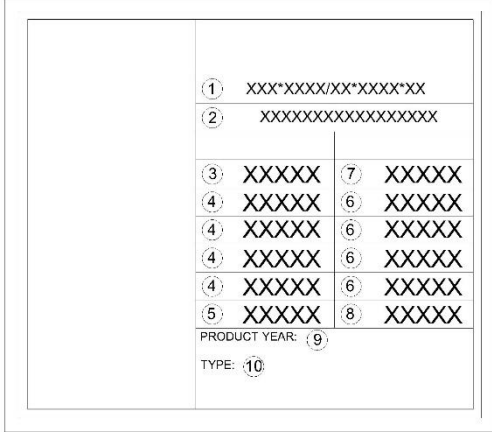 ① XXX*XXXX/XX*XXXX*XX
② XXXXXXXXXXXXXXXXX
③ XXXXX ⑦ XXXXX
④ XXXXX ⑥ XXXXX
④ XXXXX ⑥ XXXXX
④ XXXXX ⑥ XXXXX
④ XXXXX ⑥ XXXXX
⑤ XXXXX ⑧ XXXXX
PRODUCT YEAR: ⑨
TYPE: ⑩